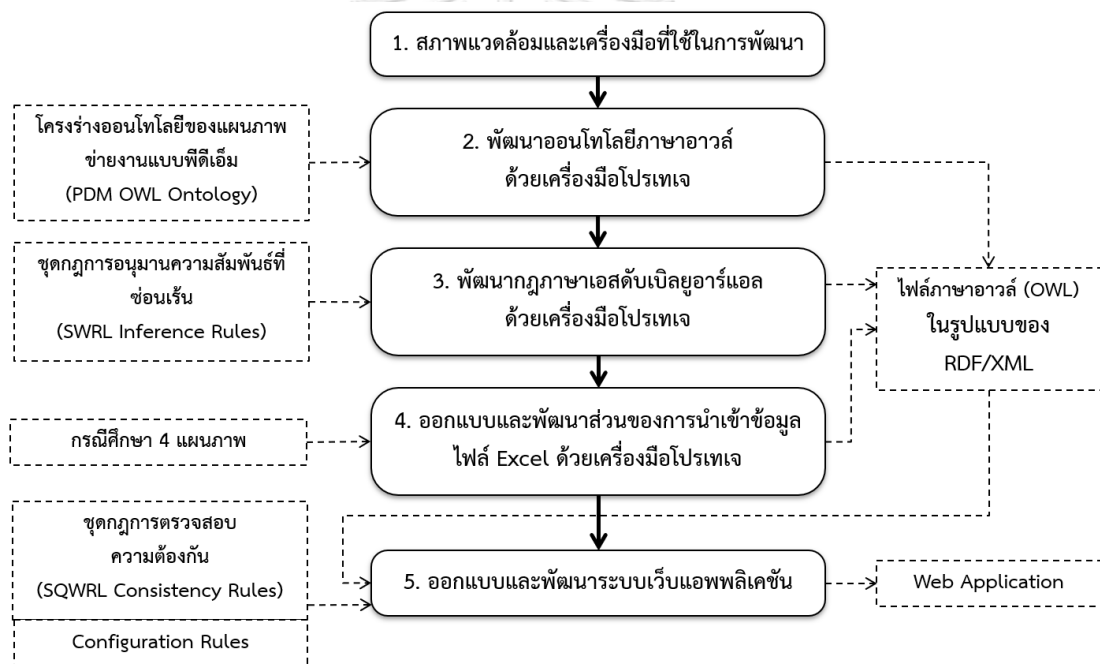 1. สภาพแวดล้อมและเครื่องมือที่ใช้ในการพัฒนา
โครงร่างออนโทโลยีของแผนภาพ
ข่ายงานแบบพีดีเอ็ม
(PDM OWL Ontology)
2. พัฒนาออนโทโลยีภาษาอาวล์
ด้วยเครื่องมือโปรเทเจ
ชุดกฎการอนุมานความสัมพันธ์ที่
ซ่อนเร้น
(SWRL Inference Rules)
3. พัฒนากฎภาษาเอสดับเบิลยูอาร์แอล
ด้วยเครื่องมือโปรเทเจ
ไฟล์ภาษาอาวล์ (OWL)
ในรูปแบบของ
RDF/XML
กรณีศึกษา 4 แผนภาพ
4. ออกแบบและพัฒนาส่วนของการนำเข้าข้อมูล
ไฟล์ Excel ด้วยเครื่องมือโปรเทเจ
ชุดกฎการตรวจสอบ
ความต้องกัน
(SQWRL Consistency Rules)
Configuration Rules
5. ออกแบบและพัฒนาระบบเว็บแอพพลิเคชัน
Web Application